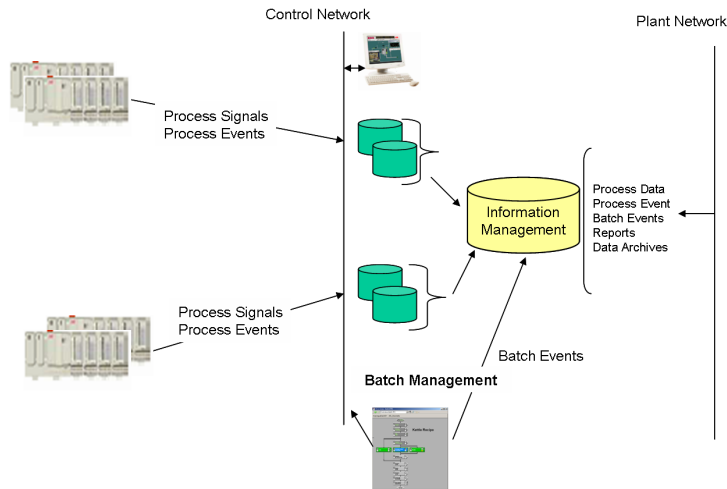 Control Network
Plant Network
Process Signals
Process Events
Information
Management
Process Data
Process Event
Batch Events
Reports
Data Archives
Process Signals
Process Events
Batch Events
Batch Management